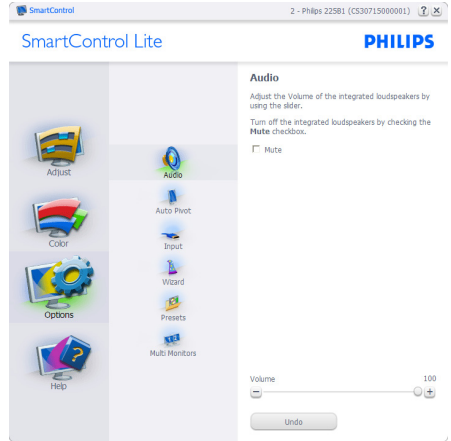 SmartControl
2 - Philips 225B1 (CS30715000001)
SmartControl Lite
PHILIPS
Adjust
Color
Options
Help
Audio
Auto Pivot
Input
Wizard
Presets
Multi Monitors
Audio
Adjust the Volume of the integrated loudspeakers by
using the slider.
Turn off the integrated loudspeakers by checking the
Mute checkbox.
Mute
Volume
100
Undo